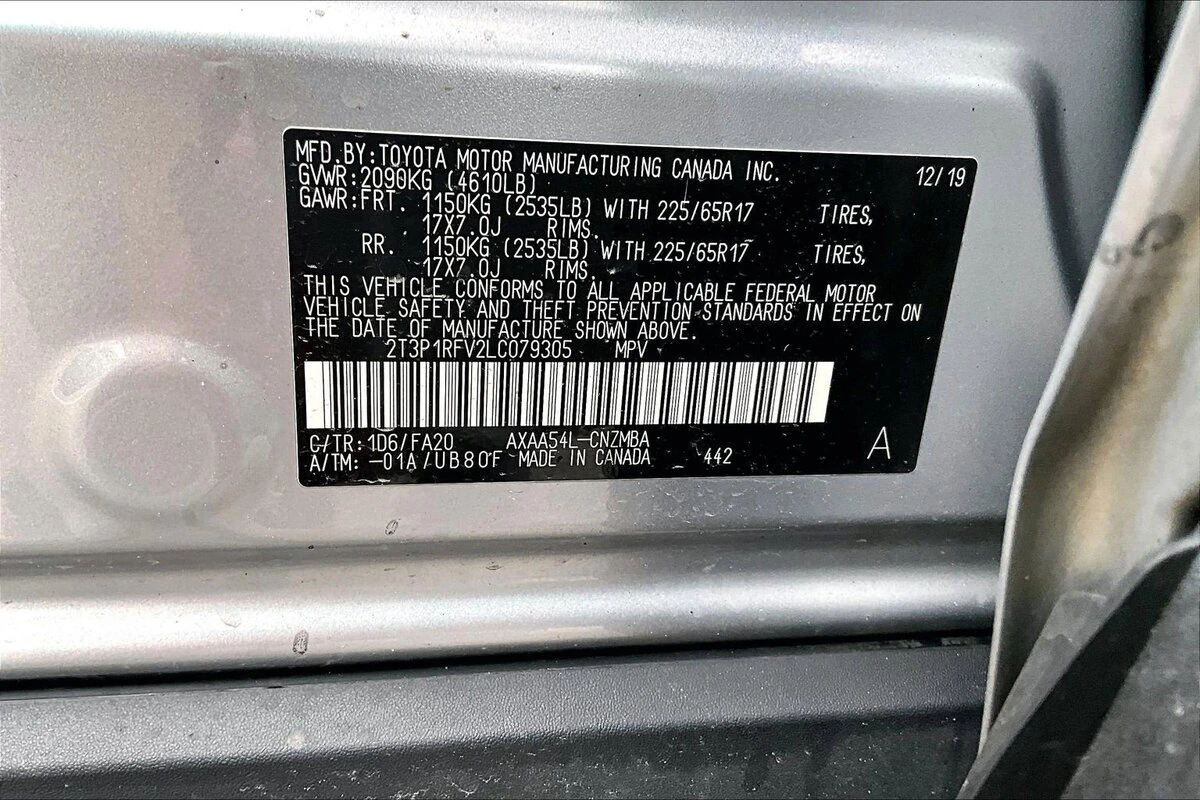 MFD.BY:TOYOTA MOTOR MANUFACTURING CANADA INC. 12/19
GVWR:2090KG (4610LB)
GAWR:FRT. 1150KG (2535LB) WITH 225/65R17 TIRES,
17X7.0J RIMS.
RR. 1150KG (2535LB) WITH 225/65R17 TIRES,
17X7.0J RIMS.
THIS VEHICLE CONFORMS TO ALL APPLICABLE FEDERAL MOTOR
VEHICLE SAFETY AND THEFT PREVENTION STANDARDS IN EFFECT ON
THE DATE OF MANUFACTURE SHOWN ABOVE.
2T3P1RFV2LC079305 MPV
C/TR:1D6/FA20 AXAA54L-CNZMBA
A/TM:-01A/UB80F MADE IN CANADA 442 A